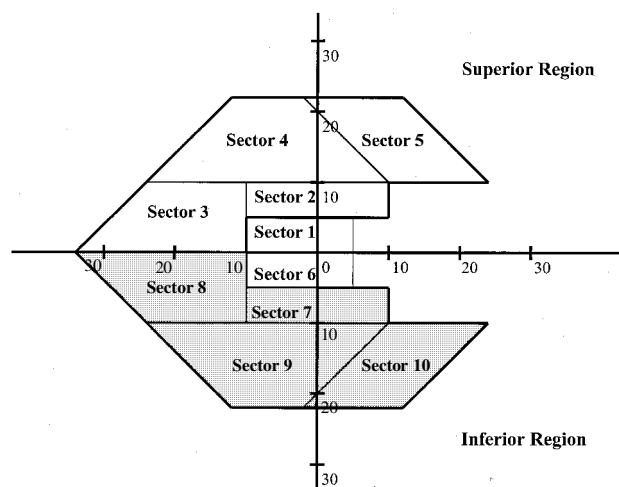 30
Superior Region
20
Sector 4
Sector 5
10
Sector 2
Sector 3
Sector 1
30
20
10
0
10
20
30
Sector 6
Sector 8
Sector 7
10
Sector 9
Sector 10
20
Inferior Region
30